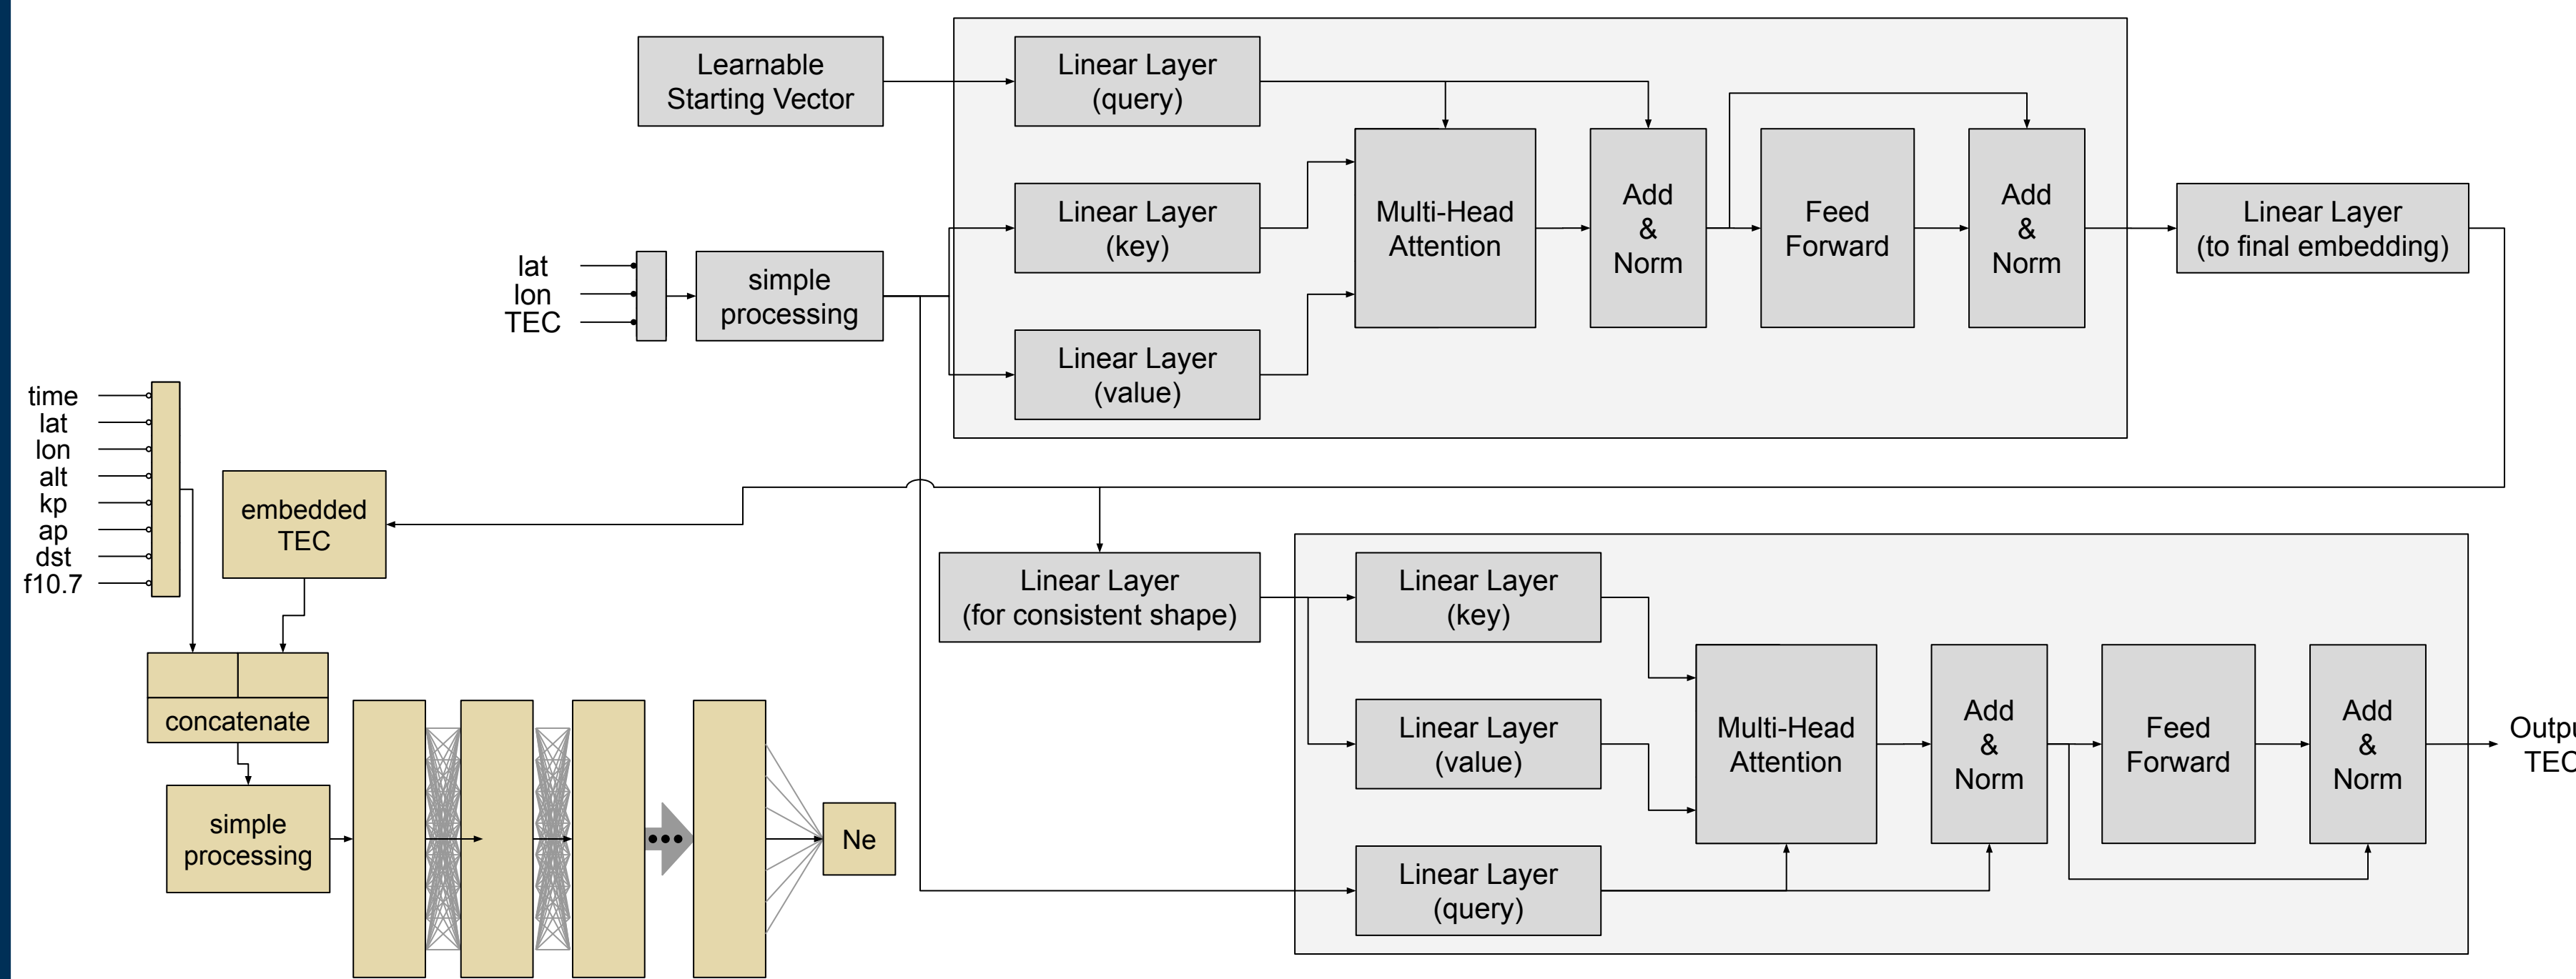 Learnable
Starting Vector
Linear Layer
(query)
Linear Layer
(key)
Linear Layer
(value)
Multi-Head
Attention
Add
&
Norm
Feed
Forward
Add
&
Norm
Linear Layer
(to final embedding)
lat
lon
TEC
simple
processing
time
lat
lon
alt
kp
ap
dst
f10.7
embedded
TEC
concatenate
simple
processing
Ne
Linear Layer
(for consistent shape)
Linear Layer
(key)
Linear Layer
(value)
Linear Layer
(query)
Multi-Head
Attention
Add
&
Norm
Feed
Forward
Add
&
Norm
Outpu
TEC